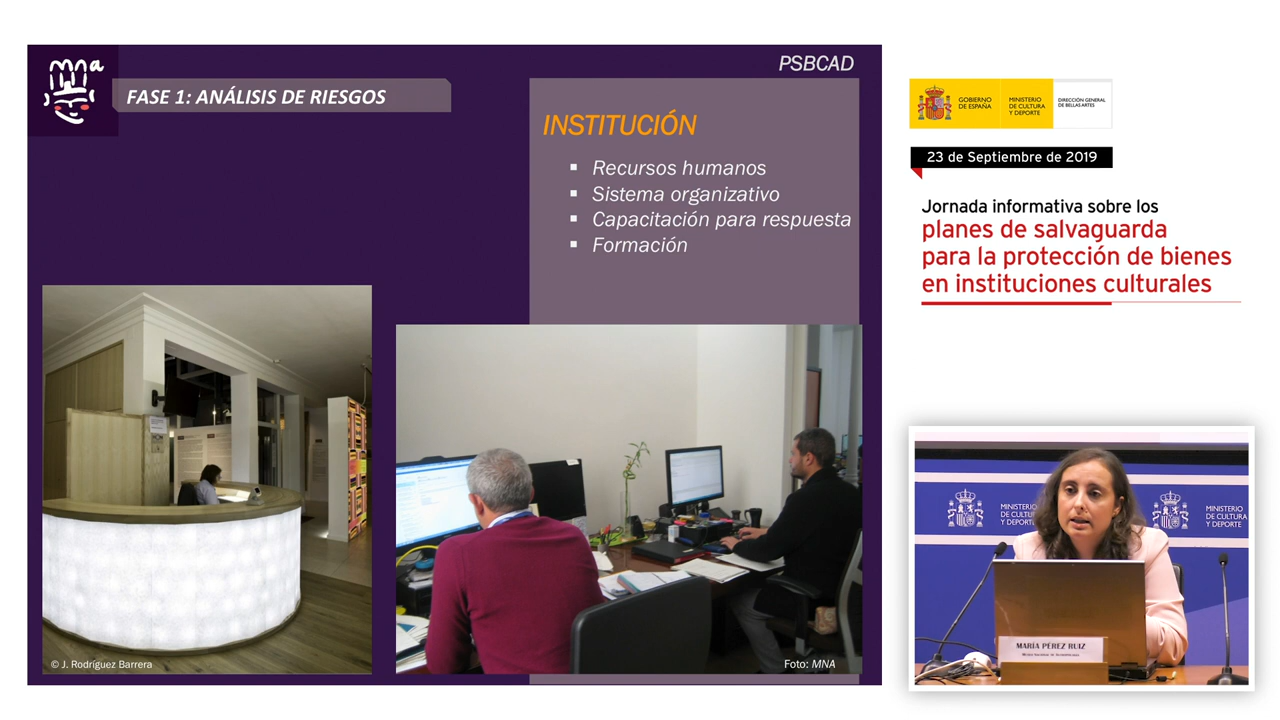 mna
FASE 1: ANÁLISIS DE RIESGOS
PSBCAD
INSTITUCIÓN
▪ Recursos humanos
▪ Sistema organizativo
▪ Capacitación para respuesta
▪ Formación
© J. Rodríguez Barrera
Foto: MNA
GOBIERNO
DE ESPAÑA
MINISTERIO
DE CULTURA
Y DEPORTE
DIRECCIÓN GENERAL
DE BELLAS ARTES
23 de Septiembre de 2019
Jornada informativa sobre los
planes de salvaguarda
para la protección de bienes
en instituciones culturales
MINISTERIO
DE CULTUR
Y DEPORT
MINISTERIO
DE CULTURA
Y DEPORTE
MARÍA PÉREZ RUIZ